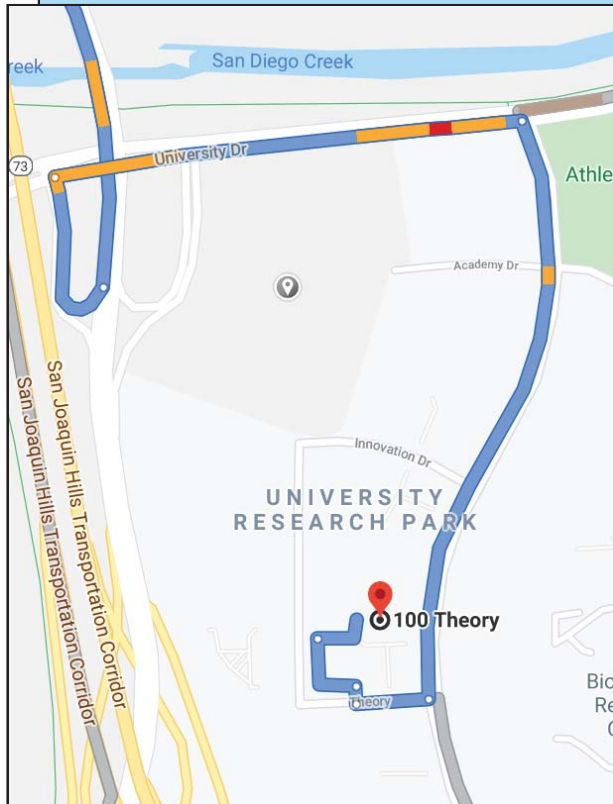 San Diego Creek
reek
73
University Dr
Athle
Academy Dr
San Joaquin Hills Transportation Corridor
San Joaquin Hills Transportation Corridor
Innovation Dr
UNIVERSITY
RESEARCH PARK
100 Theory
Theory
Bio
Re
C